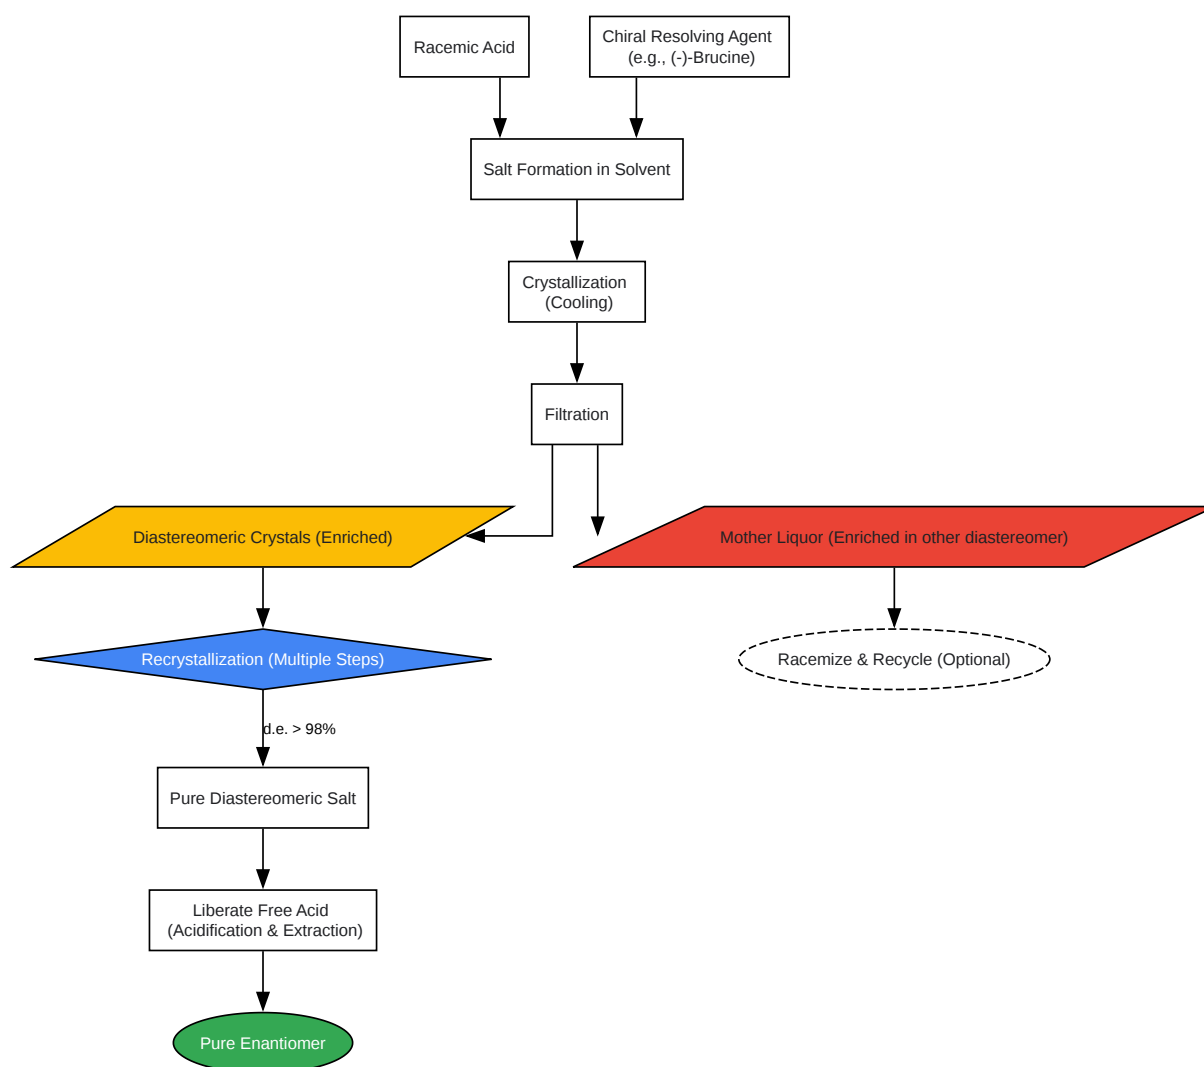 Racemic Acid
Chiral Resolving Agent
(e.g., (-)-Brucine)
Salt Formation in Solvent
Crystallization
(Cooling)
Filtration
Diastereomeric Crystals (Enriched)
Mother Liquor (Enriched in other diastereomer)
Recrystallization (Multiple Steps)
Racemize & Recycle (Optional)
d.e. > 98%
Pure Diastereomeric Salt
Liberate Free Acid
(Acidification & Extraction)
Pure Enantiomer